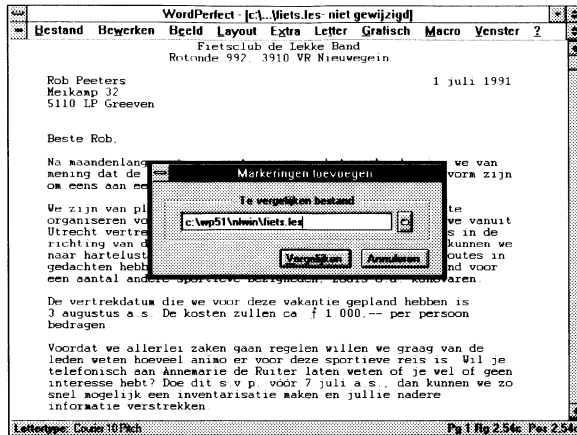 WordPerfect - [c:\...\fiets.les- niet gewijzigd]
Bestand Bewerken Beeld Layout Extra Letter Grafisch Macro Venster ?
Fietsclub de Lekke Band
Rotonde 992, 3910 VR Nieuwegein
Rob Peeters 1 juli 1991
Meikamp 32
5110 LP Greeven
Beste Rob,
Na maandenlang we van
mening dat de vorm zijn
om eens aan ee
We zijn van pl te
organiseren vo we vanuit
Utrecht vertre s in de
richting van d kunnen we
naar hartelust outes in
gedachten hebb nd voor
een aantal andere sportieve bezigheden, zoals o.a. kanovaren.
Markeringen toevoegen
Te vergelijken bestand
c:\wp51\nlwin\fiets.les
Vergelijken Annuleren
De vertrekdatum die we voor deze vakantie gepland hebben is
3 augustus a.s. De kosten zullen ca. ƒ 1.000,-- per persoon
bedragen.
Voordat we allerlei zaken gaan regelen willen we graag van de
leden weten hoeveel animo er voor deze sportieve reis is. Wil je
telefonisch aan Annemarie de Ruiter laten weten of je wel of geen
interesse hebt? Doe dit s.v.p. vóór 7 juli a.s., dan kunnen we zo
snel mogelijk een inventarisatie maken en jullie nadere
informatie verstrekken.
Lettertype: Courier 10 Pitch Pg 1 Rg 2.54c Pos 2.54c